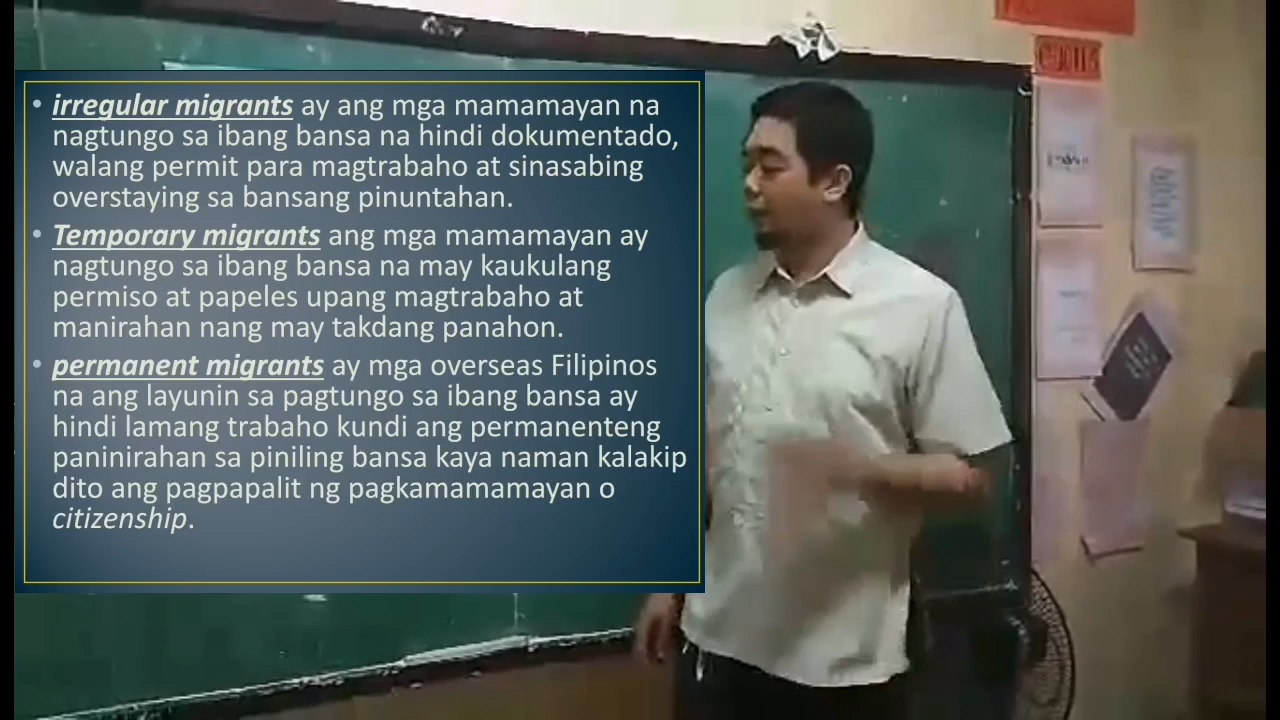 • irregular migrants ay ang mga mamamayan na
nagtungo sa ibang bansa na hindi dokumentado,
walang permit para magtrabaho at sinasabing
overstaying sa bansang pinuntahan.
• Temporary migrants ang mga mamamayan ay
nagtungo sa ibang bansa na may kaukulang
permiso at papeles upang magtrabaho at
manirahan nang may takdang panahon.
• permanent migrants ay mga overseas Filipinos
na ang layunin sa pagtungo sa ibang bansa ay
hindi lamang trabaho kundi ang permanenteng
paninirahan sa piniling bansa kaya naman kalakip
dito ang pagpapalit ng pagkamamamayan o
citizenship.